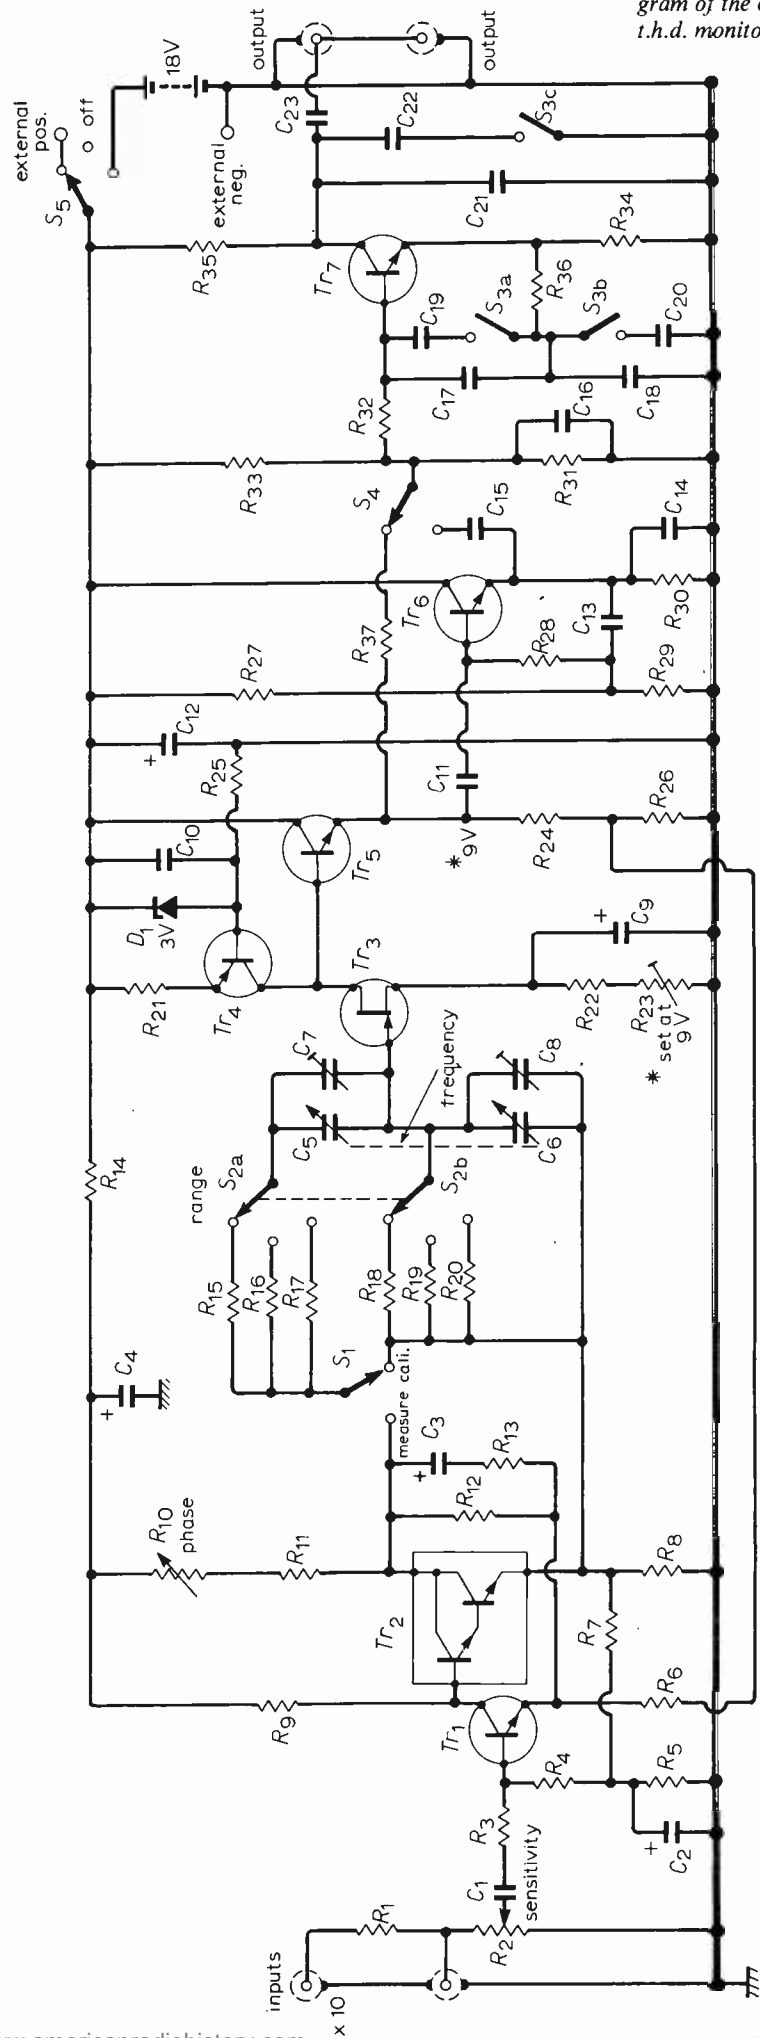 gram of the
t.h.d. monito
external
pos.
off
S5
18V
external
neg.
output
output
C23
C22
S3c
C21
R35
Tr7
R34
R36
C19
S3a
S3b
C20
C17
C18
R32
C16
R33
S4
R31
C15
C14
Tr6
R37
R28
C13
R30
R27
R29
+
C12
R25
C11
* 9V
R24
R26
C10
Tr5
D1
3V
R21
Tr4
Tr3
+
C9
R22
R23
* set at
9V
C7
C5
frequency
C8
C6
R14
range
S2a
S2b
R15
R16
R17
R18
R19
R20
S1
measure cali.
+
C4
+
C3
R13
R12
R10
phase
R11
Tr2
R8
R7
R9
Tr1
R6
R4
R5
R3
+
C2
C1
sensitivity
R1
R2
inputs
x 10
www.americanradiohistory.com